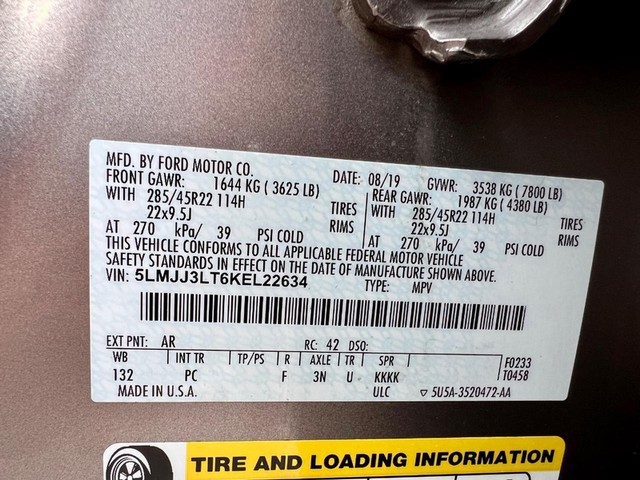 MFD. BY FORD MOTOR CO. DATE: 08/19 GVWR: 3538 KG ( 7800 LB)
FRONT GAWR: 1644 KG ( 3625 LB) REAR GAWR: 1987 KG ( 4380 LB)
WITH 285/45R22 114H TIRES WITH 285/45R22 114H TIRES
22x9.5J RIMS 22x9.5J RIMS
AT 270 kPa/ 39 PSI COLD AT 270 kPa/ 39 PSI COLD
THIS VEHICLE CONFORMS TO ALL APPLICABLE FEDERAL MOTOR VEHICLE
SAFETY STANDARDS IN EFFECT ON THE DATE OF MANUFACTURE SHOWN ABOVE.
VIN: 5LMJJ3LT6KEL22634 TYPE: MPV
EXT PNT: AR RC: 42 DSO:
WB INT TR TP/PS R AXLE TR SPR F0233
132 PC F 3N U KKKK T0458
MADE IN U.S.A. ULC ▽ 5U5A-3520472-AA
TIRE AND LOADING INFORMATION